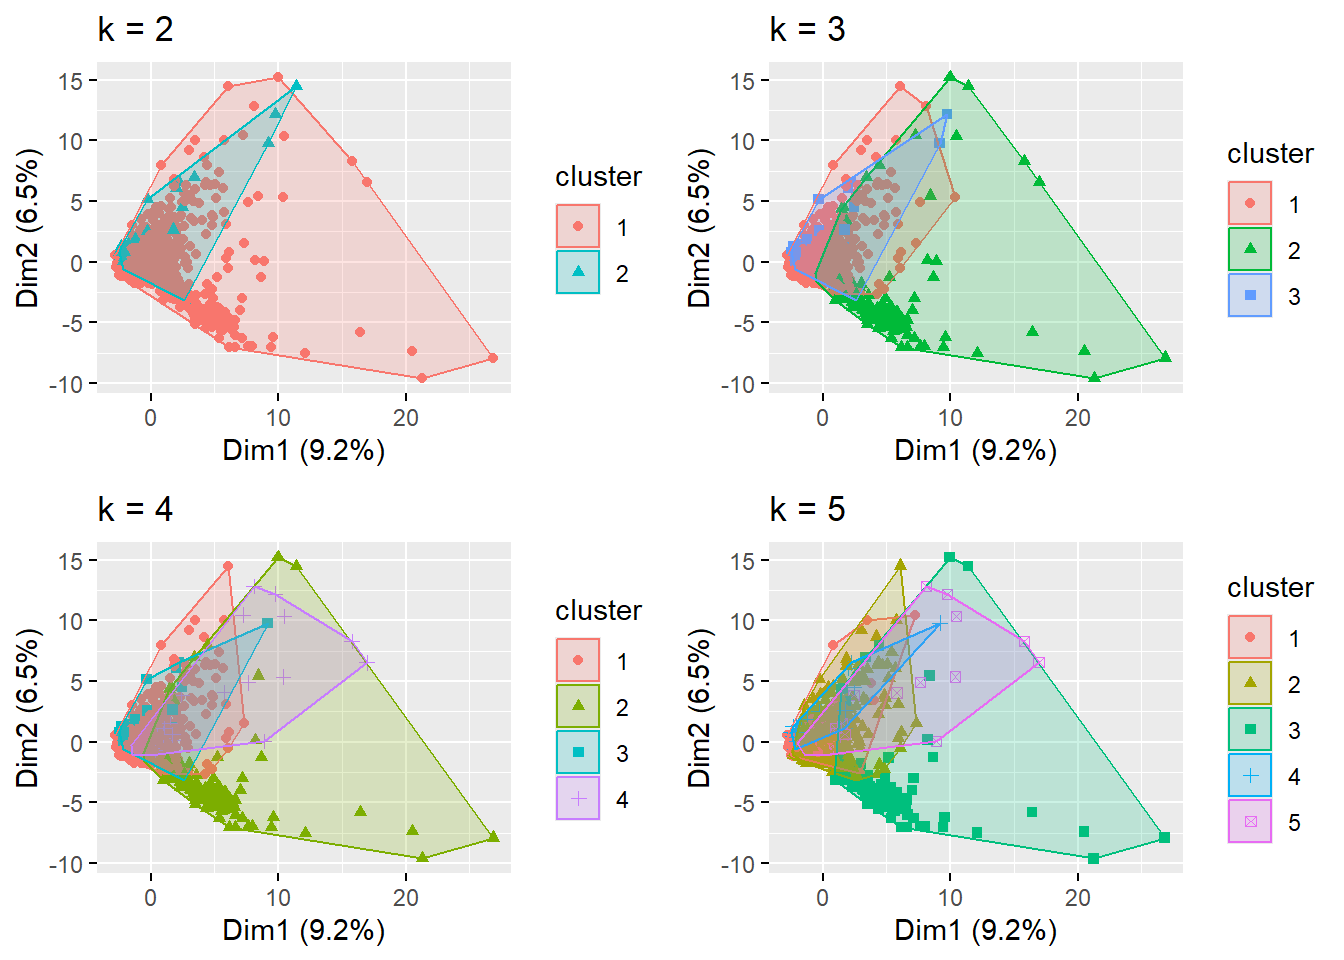 k = 2
15
10
5
0
-5
-10
Dim2 (6.5%)
0 10 20
Dim1 (9.2%)
cluster
1
2
k = 3
15
10
5
0
-5
-10
Dim2 (6.5%)
0 10 20
Dim1 (9.2%)
cluster
1
2
3
k = 4
15
10
5
0
-5
-10
Dim2 (6.5%)
0 10 20
Dim1 (9.2%)
cluster
1
2
3
4
k = 5
15
10
5
0
-5
-10
Dim2 (6.5%)
0 10 20
Dim1 (9.2%)
cluster
1
2
3
4
5